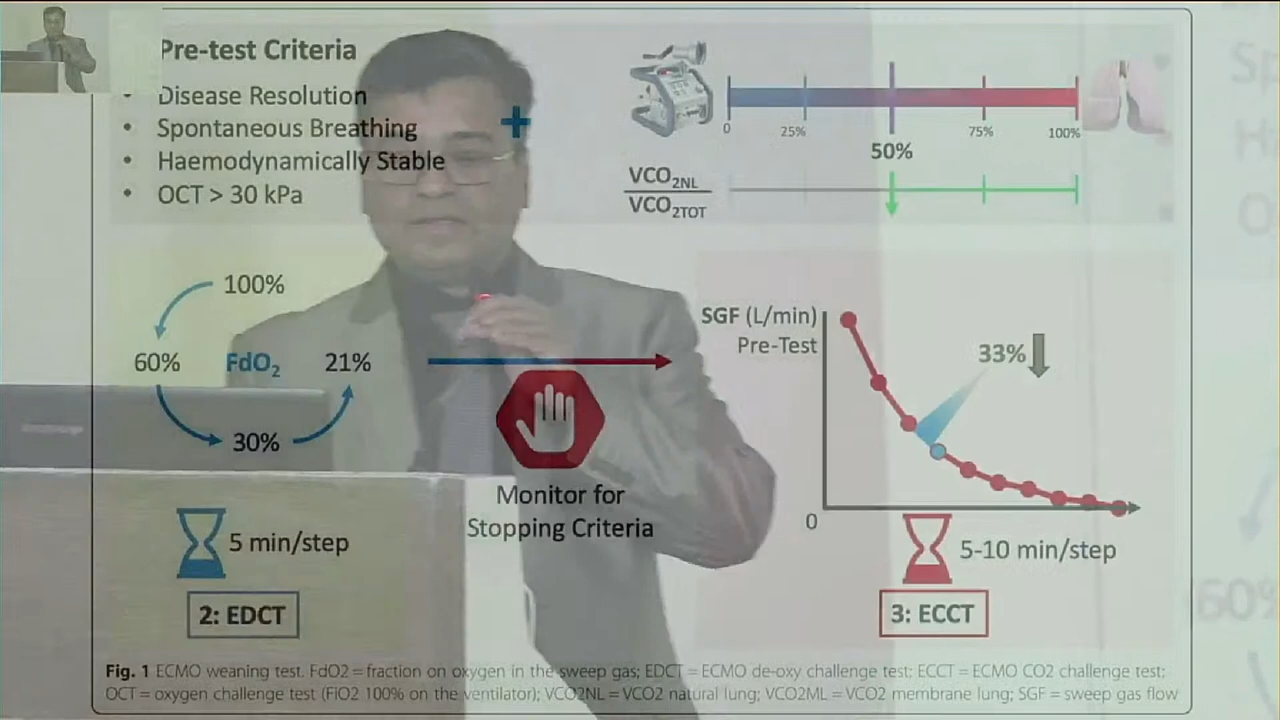 Pre-test Criteria
• Disease Resolution
• Spontaneous Breathing
• Haemodynamically Stable
• OCT > 30 kPa
+
0 25% 50% 75% 100%
VCO2NL
VCO2TOT
100%
60% FdO2 21%
30%
5 min/step
2: EDCT
Monitor for
Stopping Criteria
SGF (L/min)
Pre-Test
33%
0
5-10 min/step
3: ECCT
Fig. 1 ECMO weaning test. FdO2 = fraction on oxygen in the sweep gas; EDCT = ECMO de-oxy challenge test; ECCT = ECMO CO2 challenge test;
OCT = oxygen challenge test (FiO2 100% on the ventilator); VCO2NL = VCO2 natural lung; VCO2ML = VCO2 membrane lung; SGF = sweep gas flow
60%